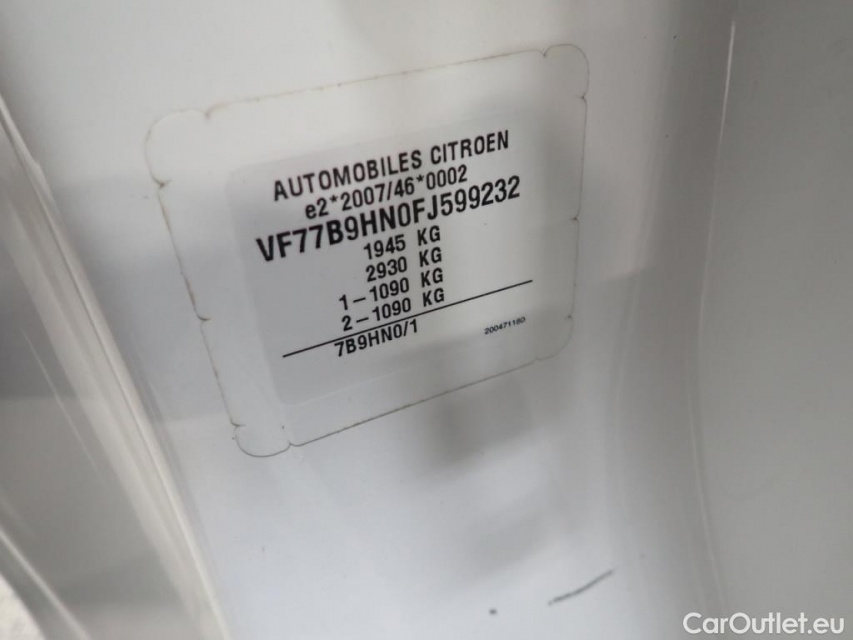 AUTOMOBILES CITROEN
e2*2007/46*0002
VF77B9HN0FJ599232
1945 KG
2930 KG
1-1090 KG
2-1090 KG
7B9HN0/1
200471160
CarOutlet.eu